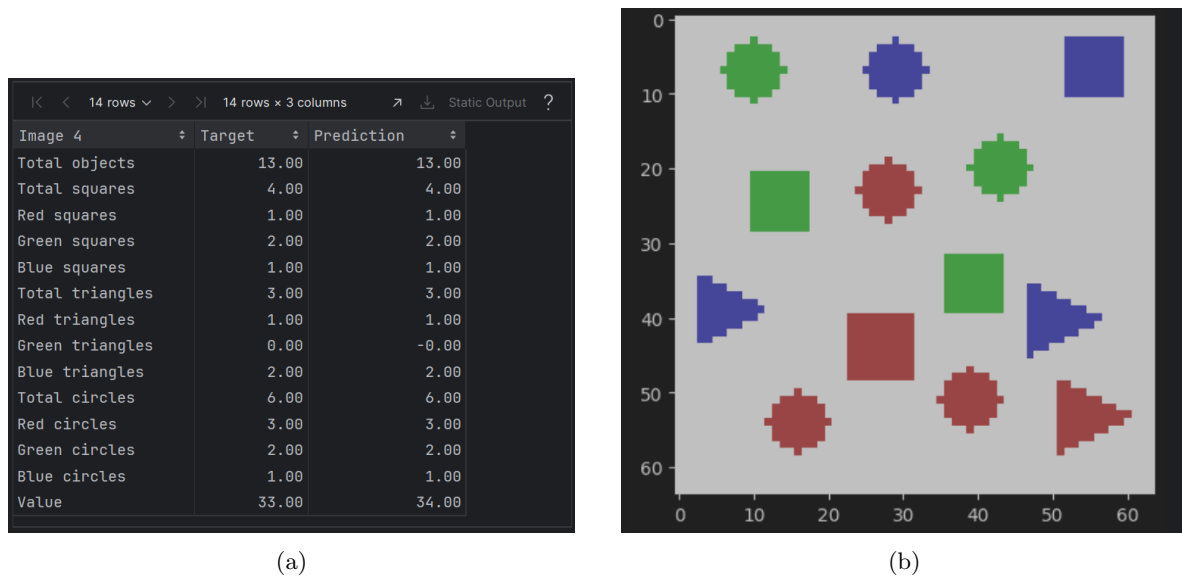 14 rows 14 rows × 3 columns Static Output ?
Image 4 Target Prediction
Total objects 13.00 13.00
Total squares 4.00 4.00
Red squares 1.00 1.00
Green squares 2.00 2.00
Blue squares 1.00 1.00
Total triangles 3.00 3.00
Red triangles 1.00 1.00
Green triangles 0.00 -0.00
Blue triangles 2.00 2.00
Total circles 6.00 6.00
Red circles 3.00 3.00
Green circles 2.00 2.00
Blue circles 1.00 1.00
Value 33.00 34.00
(a)
0
10
20
30
40
50
60
0 10 20 30 40 50 60
(b)